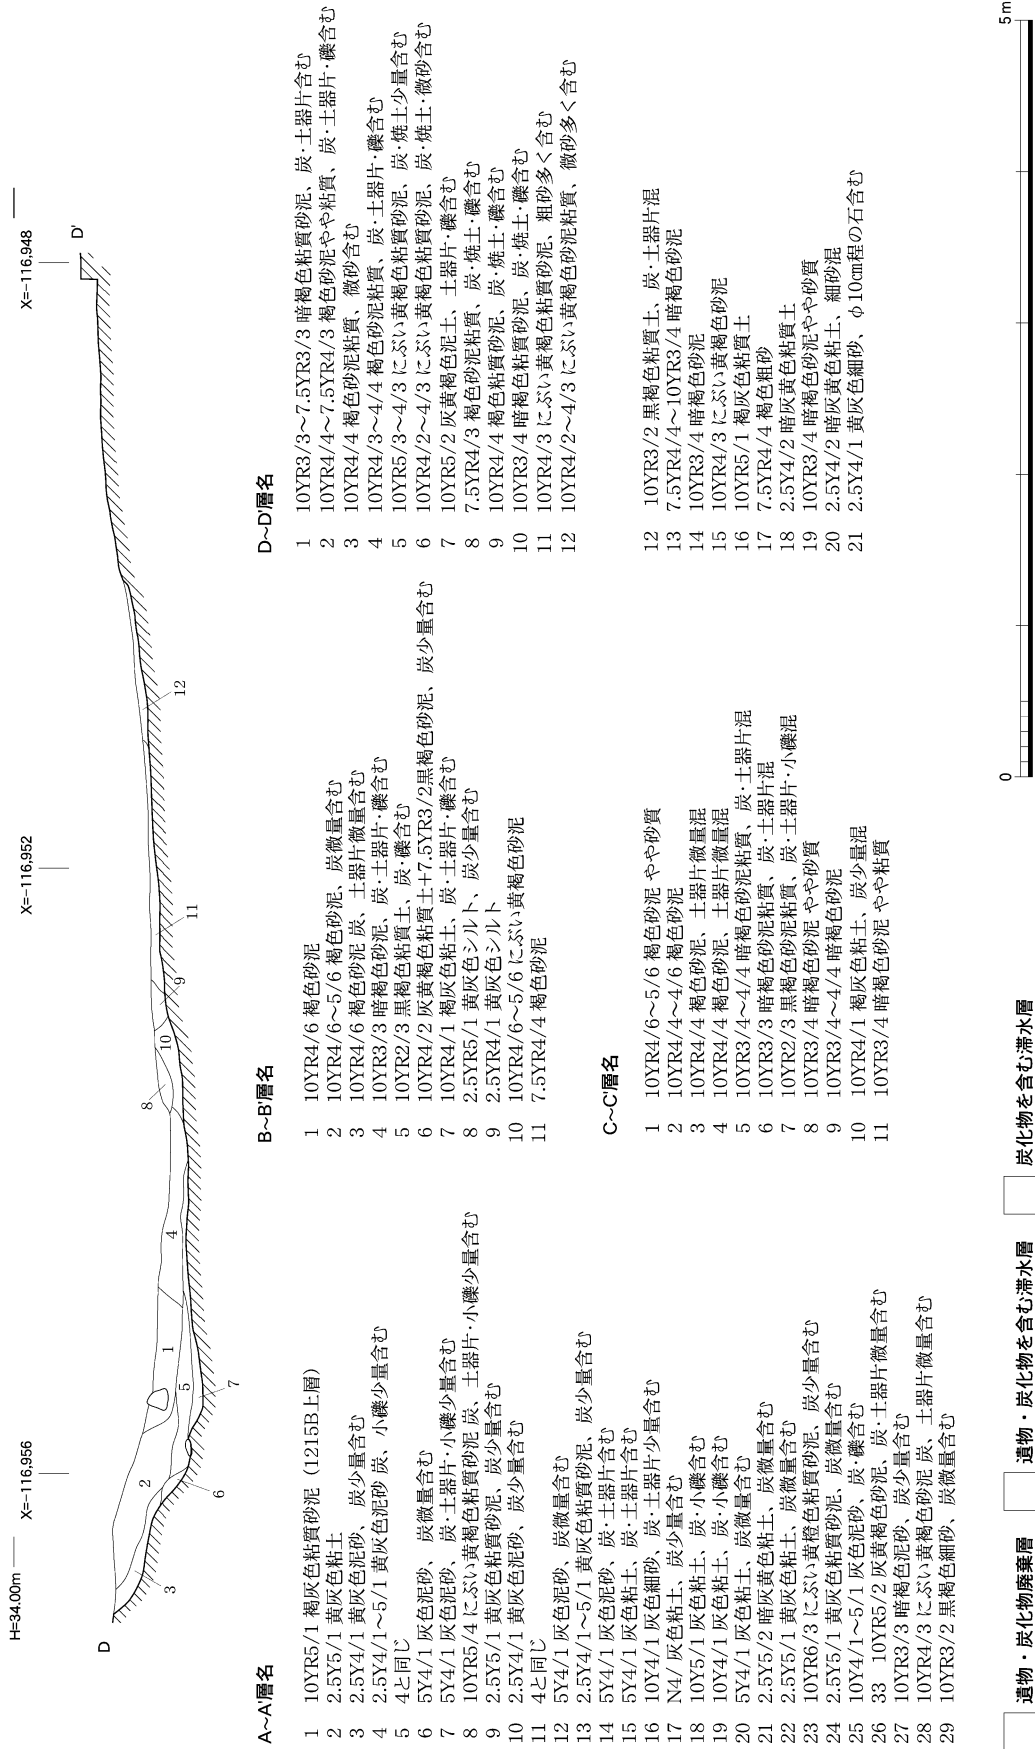 H=34.00m
X=-116,956
X=-116,952
X=-116,948
D
D'
1
2
3
4
5
6
7
8
9
10
11
12
A～A'層名
1 10YR5/1 褐灰色粘質砂泥（1215B上層）
2 2.5Y5/1 黄灰色粘土
3 2.5Y4/1 黄灰色泥砂、炭少量含む
4 2.5Y4/1～5/1 黄灰色泥砂 炭、小礫少量含む
5 4と同じ
6 5Y4/1 灰色泥砂、炭微量含む
7 5Y4/1 灰色泥砂、炭･土器片･小礫少量含む
8 10YR5/4 にぶい黄褐色粘質砂泥 炭、土器片･小礫少量含む
9 2.5Y5/1 黄灰色粘質砂泥、炭少量含む
10 2.5Y4/1 黄灰色泥砂、炭少量含む
11 4と同じ
12 5Y4/1 灰色泥砂、炭微量含む
13 2.5Y4/1～5/1 黄灰色粘質砂泥、炭少量含む
14 5Y4/1 灰色泥砂、炭･土器片含む
15 5Y4/1 灰色粘土、炭･土器片含む
16 10Y4/1 灰色細砂、炭･土器片少量含む
17 N4/ 灰色粘土、炭少量含む
18 10Y5/1 灰色粘土、炭･小礫含む
19 10Y4/1 灰色粘土、炭･小礫含む
20 5Y4/1 灰色粘土、炭微量含む
21 2.5Y5/2 暗灰黄色粘土、炭微量含む
22 2.5Y5/1 黄灰色粘土、炭微量含む
23 10YR6/3 にぶい黄橙色粘質砂泥、炭少量含む
24 2.5Y5/1 黄灰色粘質砂泥、炭微量含む
25 10Y4/1～5/1 灰色泥砂、炭･礫含む
26 33 10YR5/2 灰黄褐色砂泥、炭･土器片微量含む
27 10YR3/3 暗褐色泥砂、炭少量含む
28 10YR4/3 にぶい黄褐色砂泥 炭、土器片微量含む
29 10YR3/2 黒褐色細砂、炭微量含む
B～B'層名
1 10YR4/6 褐色砂泥
2 10YR4/6～5/6 褐色砂泥、炭微量含む
3 10YR4/6 褐色砂泥 炭、土器片微量含む
4 10YR3/3 暗褐色砂泥、炭･土器片･礫含む
5 10YR2/3 黒褐色粘質土、炭･礫含む
6 10YR4/2 灰黄褐色粘質土+7.5YR3/2黒褐色砂泥、炭少量含む
7 10YR4/1 褐灰色粘土、炭･土器片･礫含む
8 2.5YR5/1 黄灰色シルト、炭少量含む
9 2.5YR4/1 黄灰色シルト
10 10YR4/6～5/6 にぶい黄褐色砂泥
11 7.5YR4/4 褐色砂泥
C～C'層名
1 10YR4/6～5/6 褐色砂泥 やや砂質
2 10YR4/4～4/6 褐色砂泥
3 10YR4/4 褐色砂泥、土器片微量混
4 10YR4/4 褐色砂泥、土器片微量混
5 10YR3/4～4/4 暗褐色砂泥粘質、炭･土器片混
6 10YR3/3 暗褐色砂泥粘質、炭･土器片混
7 10YR2/3 黒褐色砂泥粘質、炭･土器片･小礫混
8 10YR3/4 暗褐色砂泥 やや砂質
9 10YR3/4～4/4 暗褐色砂泥
10 10YR4/1 褐灰色粘土、炭少量混
11 10YR3/4 暗褐色砂泥 やや粘質
12 10YR3/2 黒褐色粘質土、炭･土器片混
13 7.5YR4/4～10YR3/4 暗褐色砂泥
14 10YR3/4 暗褐色砂泥
15 10YR4/3 にぶい黄褐色砂泥
16 10YR5/1 褐灰色粘質土
17 7.5YR4/4 褐色粗砂
18 2.5Y4/2 暗灰黄色粘質土
19 10YR3/4 暗褐色砂泥やや砂質
20 2.5Y4/2 暗灰黄色粘土、細砂混
21 2.5Y4/1 黄灰色細砂、φ10cm程の石含む
D～D'層名
1 10YR3/3～7.5YR3/3 暗褐色粘質砂泥、炭･土器片含む
2 10YR4/4～7.5YR4/3 褐色砂泥やや粘質、炭･土器片･礫含む
3 10YR4/4 褐色砂泥粘質、微砂含む
4 10YR4/3～4/4 褐色砂泥粘質、炭･土器片･礫含む
5 10YR5/3～4/3 にぶい黄褐色粘質砂泥、炭･焼土少量含む
6 10YR4/2～4/3 にぶい黄褐色粘質砂泥、炭･焼土･微砂含む
7 10YR5/2 灰黄褐色泥土、土器片･礫含む
8 7.5YR4/3 褐色砂泥粘質、炭･焼土･礫含む
9 10YR4/4 褐色粘質砂泥、炭･焼土･礫含む
10 10YR3/4 暗褐色粘質砂泥、炭･焼土･礫含む
11 10YR4/3 にぶい黄褐色粘質砂泥、粗砂多く含む
12 10YR4/2～4/3 にぶい黄褐色砂泥粘質、微砂多く含む
遺物・炭化物廃棄層
遺物・炭化物を含む滞水層
炭化物を含む滞水層
0
5m